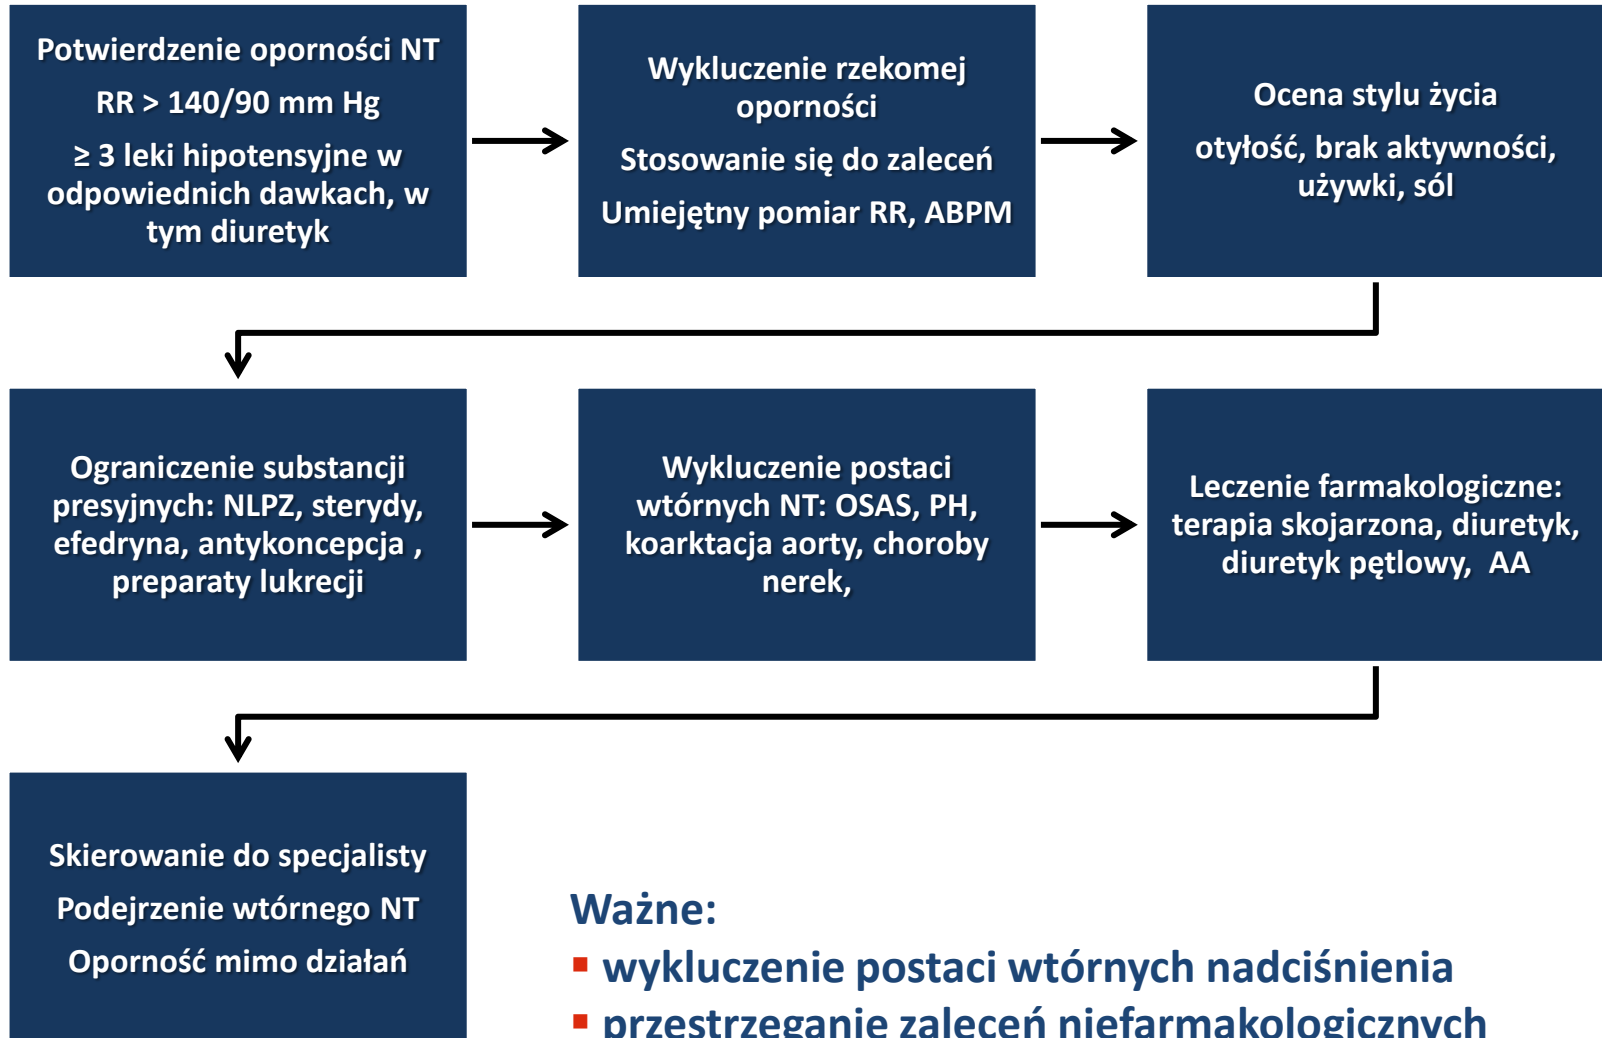 Potwierdzenie oporności NT
RR > 140/90 mm Hg
≥ 3 leki hipotensyjne w
odpowiednich dawkach, w
tym diuretyk
Wykluczenie rzekomej
oporności
Stosowanie się do zaleceń
Umiejętny pomiar RR, ABPM
Ocena stylu życia
otyłość, brak aktywności,
używki, sól
Ograniczenie substancji
presyjnych: NLPZ, sterydy,
efedryna, antykoncepcja ,
preparaty lukrecji
Wykluczenie postaci
wtórnych NT: OSAS, PH,
koarktacja aorty, choroby
nerek,
Leczenie farmakologiczne:
terapia skojarzona, diuretyk,
diuretyk pętlowy, AA
Skierowanie do specjalisty
Podejrzenie wtórnego NT
Oporność mimo działań
Ważne:
▪ wykluczenie postaci wtórnych nadciśnienia
▪ przestrzeganie zaleceń niefarmakologicznych